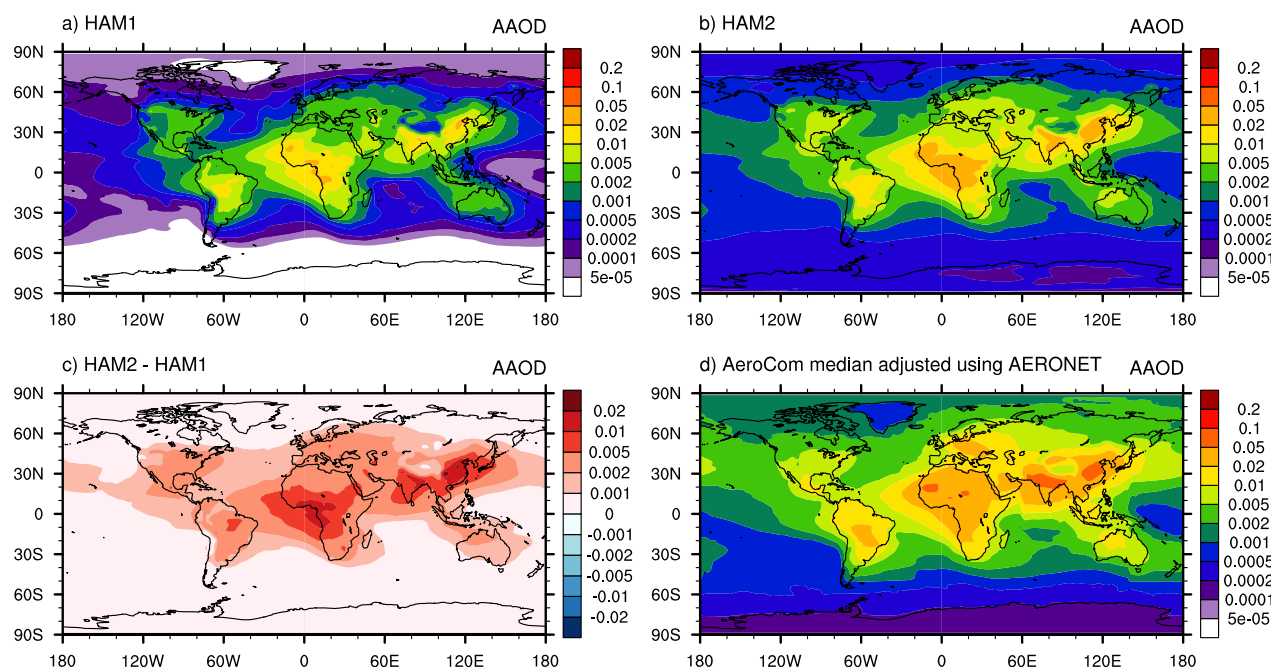 a) HAM1 AAOD
90N
60N
30N
0
30S
60S
90S
180 120W 60W 0 60E 120E 180
0.2
0.1
0.05
0.02
0.01
0.005
0.002
0.001
0.0005
0.0002
0.0001
5e-05
b) HAM2 AAOD
90N
60N
30N
0
30S
60S
90S
180 120W 60W 0 60E 120E 180
0.2
0.1
0.05
0.02
0.01
0.005
0.002
0.001
0.0005
0.0002
0.0001
5e-05
c) HAM2 - HAM1 AAOD
90N
60N
30N
0
30S
60S
90S
180 120W 60W 0 60E 120E 180
0.02
0.01
0.005
0.002
0.001
-0.001
-0.002
-0.005
-0.01
-0.02
d) AeroCom median adjusted using AERONET AAOD
90N
60N
30N
0
30S
60S
90S
180 120W 60W 0 60E 120E 180
0.2
0.1
0.05
0.02
0.01
0.005
0.002
0.001
0.0005
0.0002
0.0001
5e-05